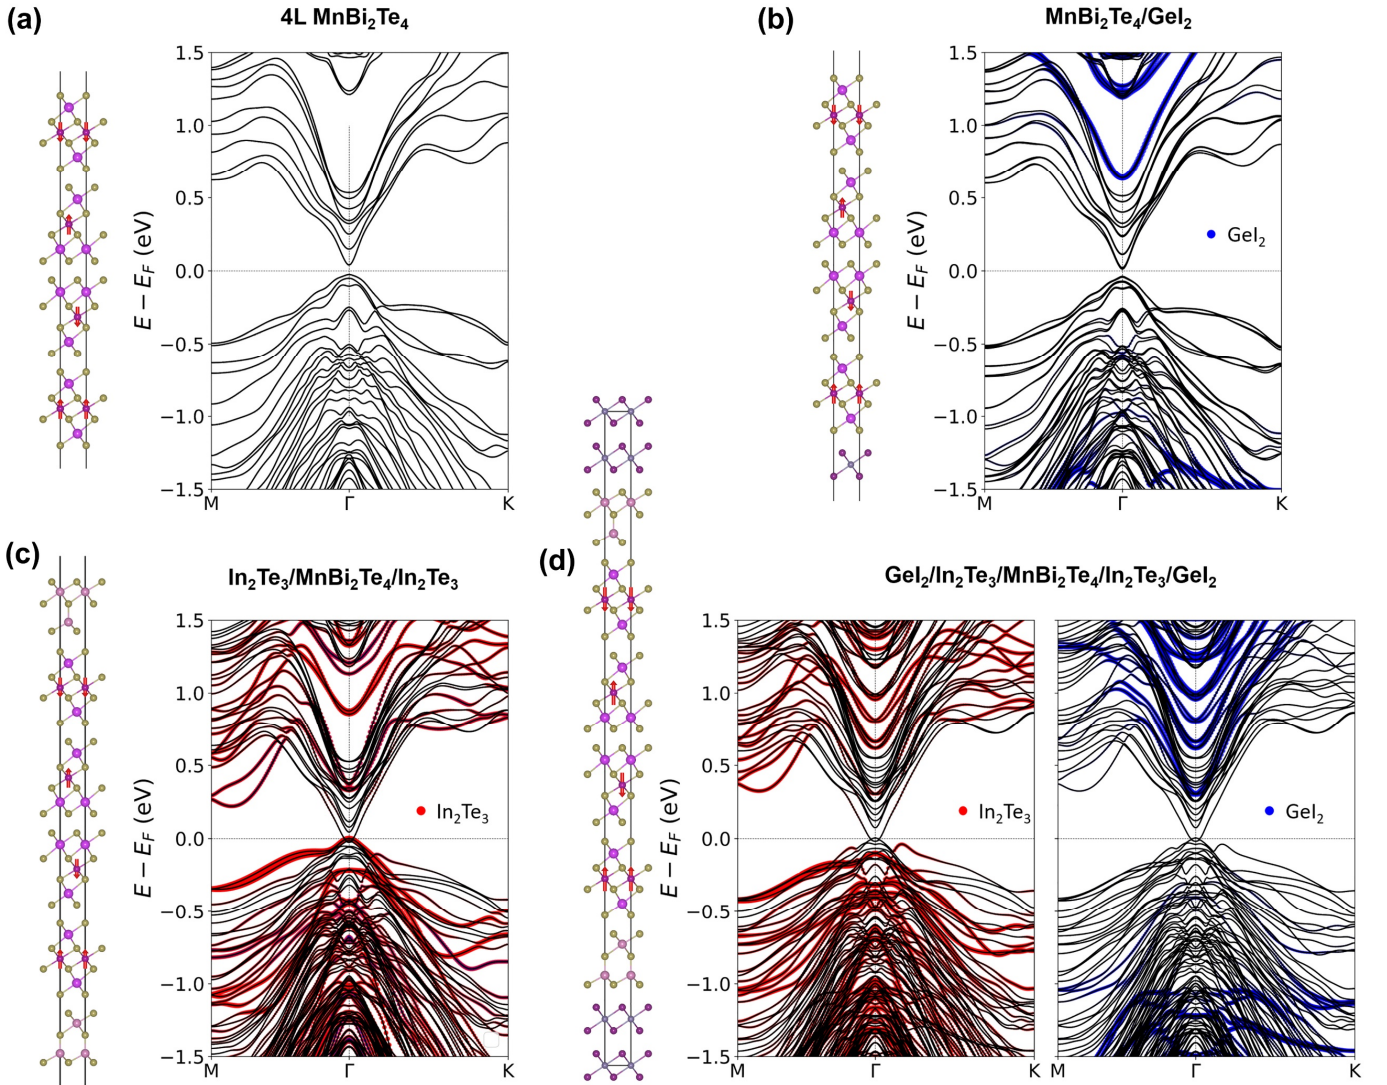 (a)
4L MnBi₂Te₄
E − E_F (eV)
1.5
1.0
0.5
0.0
−0.5
−1.0
−1.5
M Γ K
(b)
MnBi₂Te₄/GeI₂
E − E_F (eV)
1.5
1.0
0.5
0.0
−0.5
−1.0
−1.5
GeI₂
M Γ K
(c)
In₂Te₃/MnBi₂Te₄/In₂Te₃
E − E_F (eV)
1.5
1.0
0.5
0.0
−0.5
−1.0
−1.5
In₂Te₃
M Γ K
(d)
GeI₂/In₂Te₃/MnBi₂Te₄/In₂Te₃/GeI₂
E − E_F (eV)
1.5
1.0
0.5
0.0
−0.5
−1.0
−1.5
In₂Te₃
M Γ K
GeI₂
M Γ K